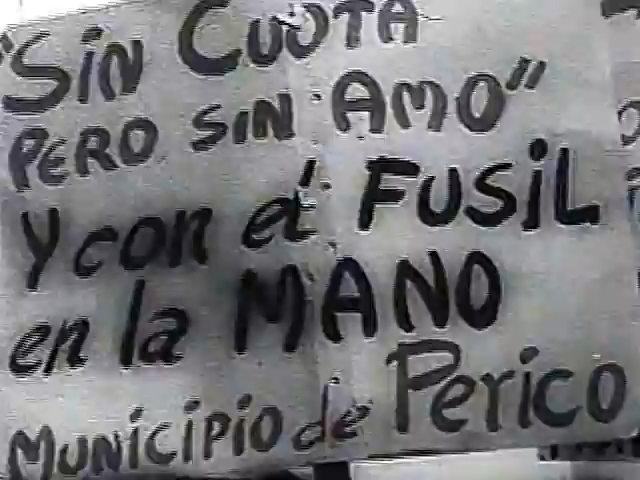 "SiN CUOTA
PERO SiN AMO"
Y con el FUSiL
en la MANO
MUNiCiPiO de Perico